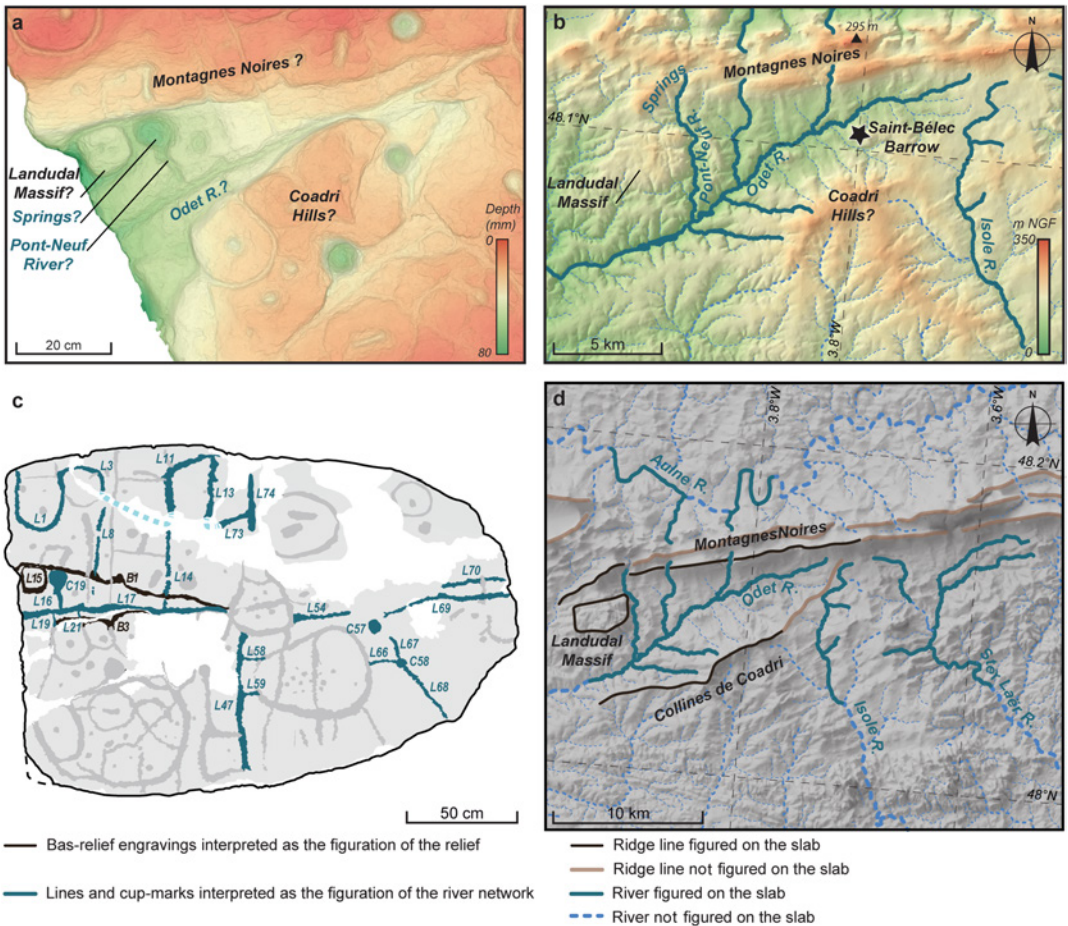 a
Montagnes Noires ?
Landudal
Massif?
Springs?
Pont-Neuf
River?
Odet R.?
Coadri
Hills?
Depth
(mm)
0
80
20 cm
b
295 m
N
Montagnes Noires
Springs
48.1°N
Pont-Neuf R.
Odet R.
Saint-Bélec
Barrow
Landudal
Massif
Coadri
Hills?
Isole R.
m NGF
350
0
3.8°W
5 km
c
L3
L11
L1
L13
L74
L73
L8
L15
C19
B1
L14
L16
L17
L19
L21
B3
L70
L69
L54
C57
L67
L66
C58
L58
L59
L47
L68
50 cm
Bas-relief engravings interpreted as the figuration of the relief
Lines and cup-marks interpreted as the figuration of the river network
d
3.8°W
3.6°W
N
48.2°N
Aulne R.
Montagnes Noires
Odet R.
Landudal
Massif
Collines de Coadri
Isole R.
Ster Laer R.
48°N
10 km
Ridge line figured on the slab
Ridge line not figured on the slab
River figured on the slab
River not figured on the slab